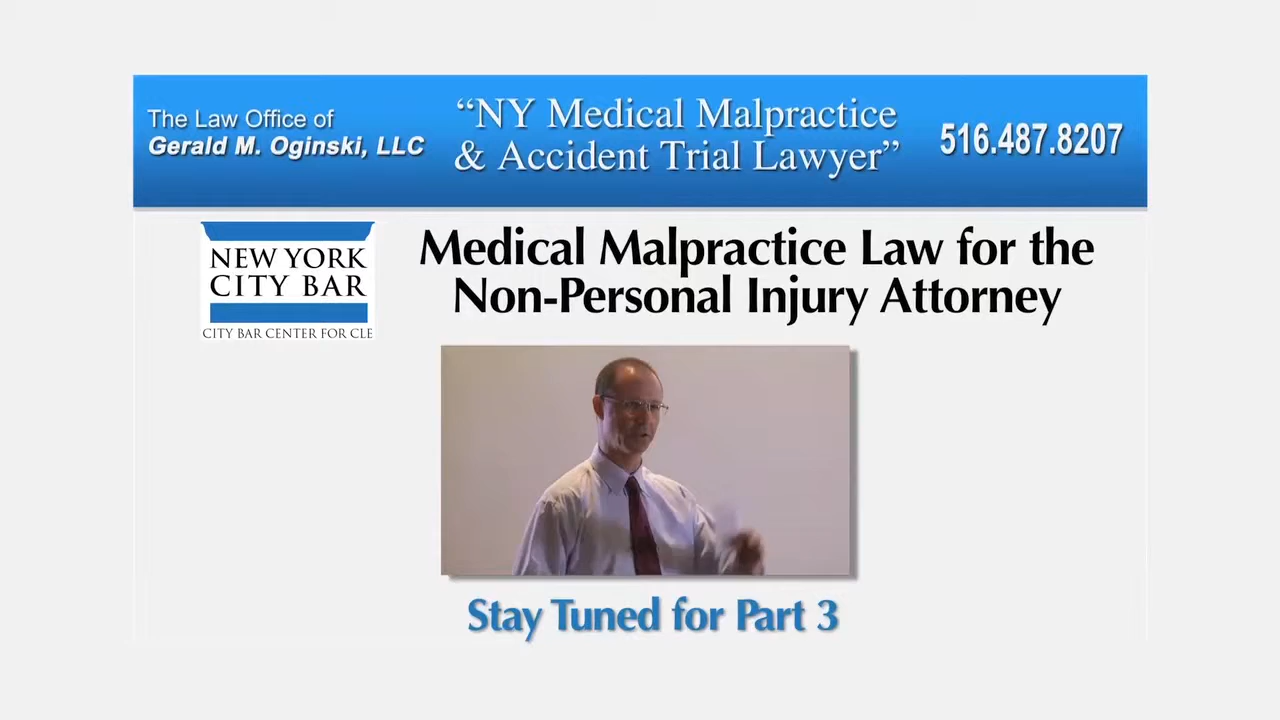 The Law Office of
Gerald M. Oginski, LLC
“NY Medical Malpractice
& Accident Trial Lawyer”
516.487.8207
NEW YORK
CITY BAR
CITY BAR CENTER FOR CLE
Medical Malpractice Law for the
Non-Personal Injury Attorney
Stay Tuned for Part 3